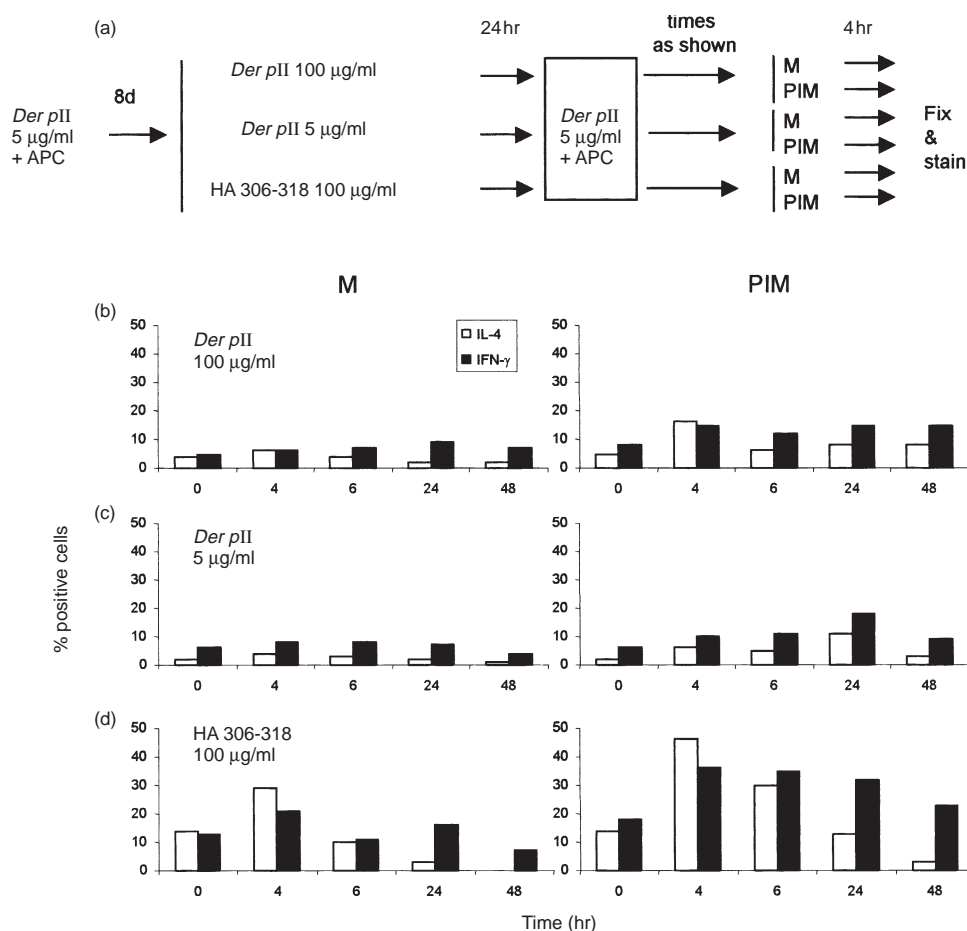 (a)
Der pII
5 µg/ml
+ APC
8d
Der pII 100 µg/ml
Der pII 5 µg/ml
HA 306-318 100 µg/ml
24hr
Der pII
5 µg/ml
+ APC
times
as shown
M
PIM
M
PIM
M
PIM
4hr
Fix
&
stain
M
PIM
(b)
50
40
30
20
10
0
Der pII
100 µg/ml
IL-4
IFN-γ
0 4 6 24 48
50
40
30
20
10
0
0 4 6 24 48
(c)
50
40
30
20
10
0
Der pII
5 µg/ml
0 4 6 24 48
50
40
30
20
10
0
0 4 6 24 48
% positive cells
(d)
50
40
30
20
10
0
HA 306-318
100 µg/ml
0 4 6 24 48
50
40
30
20
10
0
0 4 6 24 48
Time (hr)